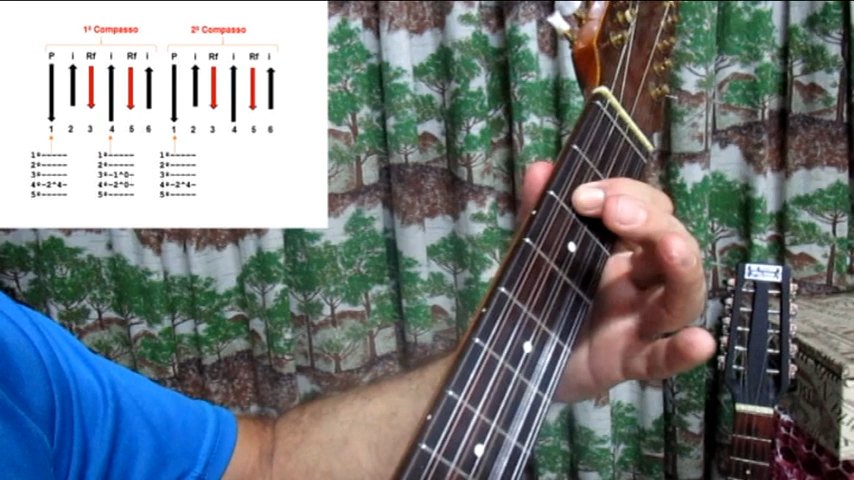 1º Compasso 2º Compasso
P i Rf i Rf i P i Rf i Rf i
1 2 3 4 5 6 1 2 3 4 5 6
1ª----- 1ª----- 1ª-----
2ª----- 2ª----- 2ª-----
3ª----- 3ª-1^0- 3ª-----
4ª-2^4- 4ª-2^0- 4ª-2^4-
5ª----- 5ª----- 5ª-----